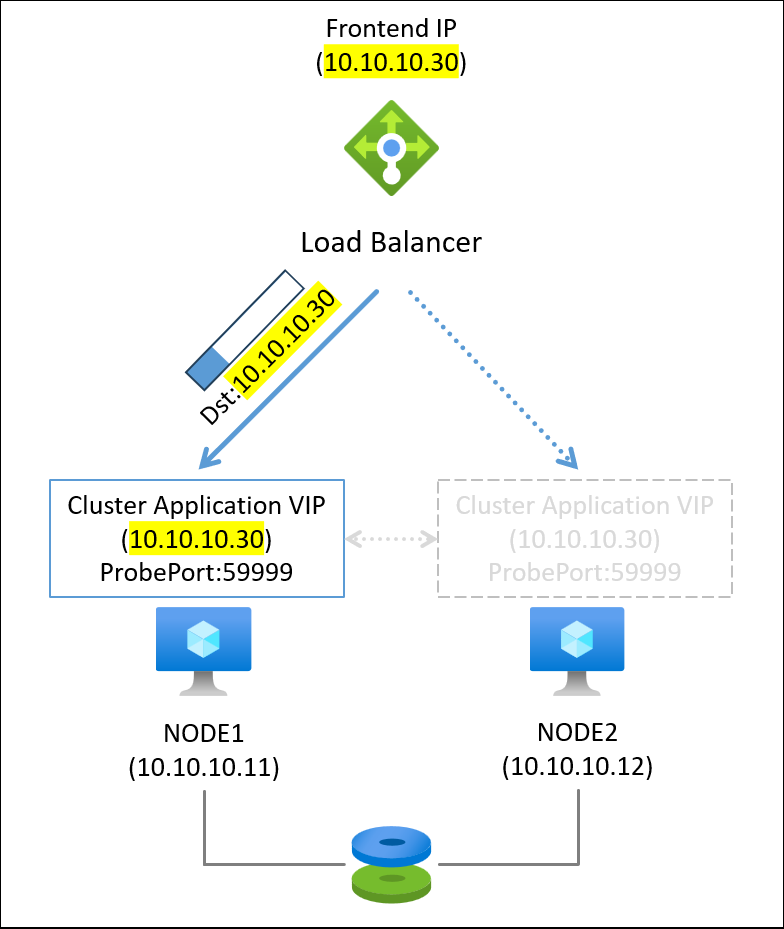 Frontend IP
(10.10.10.30)
Load Balancer
Dst:10.10.10.30
Cluster Application VIP
(10.10.10.30)
ProbePort:59999
Cluster Application VIP
(10.10.10.30)
ProbePort:59999
NODE1
(10.10.10.11)
NODE2
(10.10.10.12)